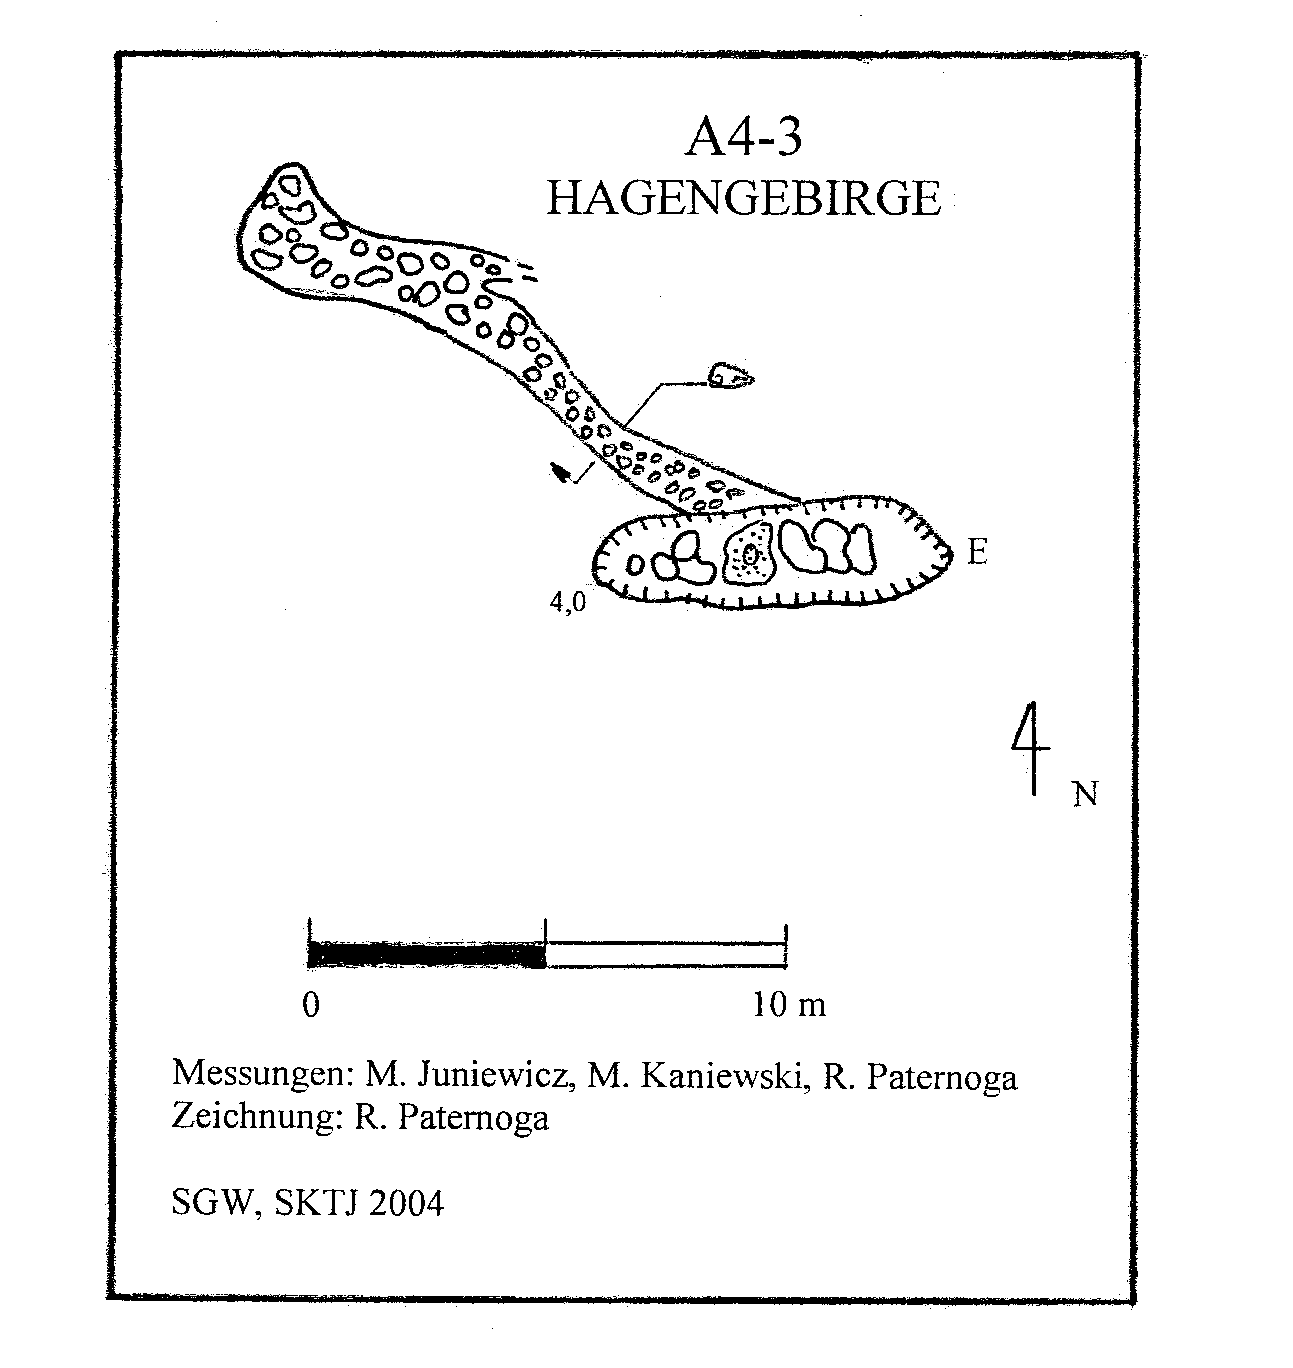 A4-3
HAGENGEBIRGE
E
4,0
N
0
10 m
Messungen: M. Juniewicz, M. Kaniewski, R. Paternoga
Zeichnung: R. Paternoga
SGW, SKTJ 2004